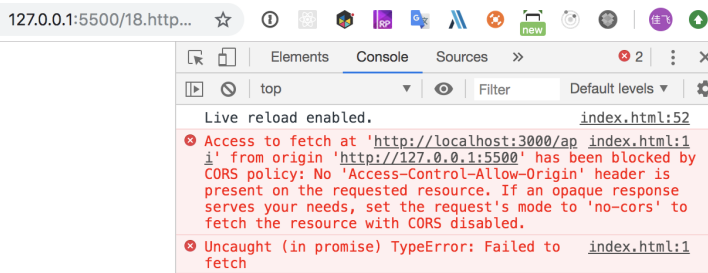 127.0.0.1:5500/18.http...
RP
new
佳飞
Elements Console Sources » 2
top Filter Default levels ▼
Live reload enabled. index.html:52
Access to fetch at 'http://localhost:3000/ap index.html:1
i' from origin 'http://127.0.0.1:5500' has been blocked by
CORS policy: No 'Access-Control-Allow-Origin' header is
present on the requested resource. If an opaque response
serves your needs, set the request's mode to 'no-cors' to
fetch the resource with CORS disabled.
Uncaught (in promise) TypeError: Failed to index.html:1
fetch